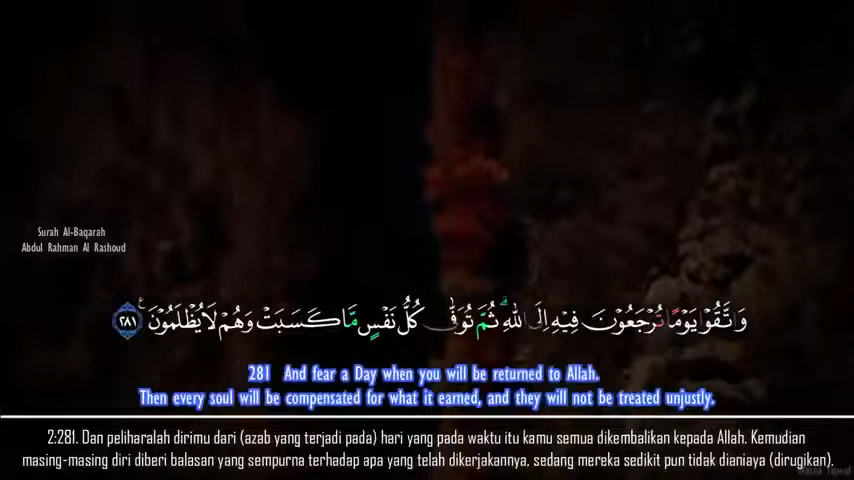 Surah Al-Baqarah
Abdul Rahman Al Rashoud
وَاتَّقُوْا يَوْمًا تُرْجَعُوْنَ فِيْهِ اِلَى اللّٰهِ ۗ ثُمَّ تُوَفّٰى كُلُّ نَفْسٍ مَّا كَسَبَتْ وَهُمْ لَا يُظْلَمُوْنَ ࣖ ٢٨١
281 And fear a Day when you will be returned to Allah.
Then every soul will be compensated for what it earned, and they will not be treated unjustly.
2:281. Dan peliharalah dirimu dari (azab yang terjadi pada) hari yang pada waktu itu kamu semua dikembalikan kepada Allah. Kemudian
masing-masing diri diberi balasan yang sempurna terhadap apa yang telah dikerjakannya, sedang mereka sedikit pun tidak dianiaya (dirugikan).